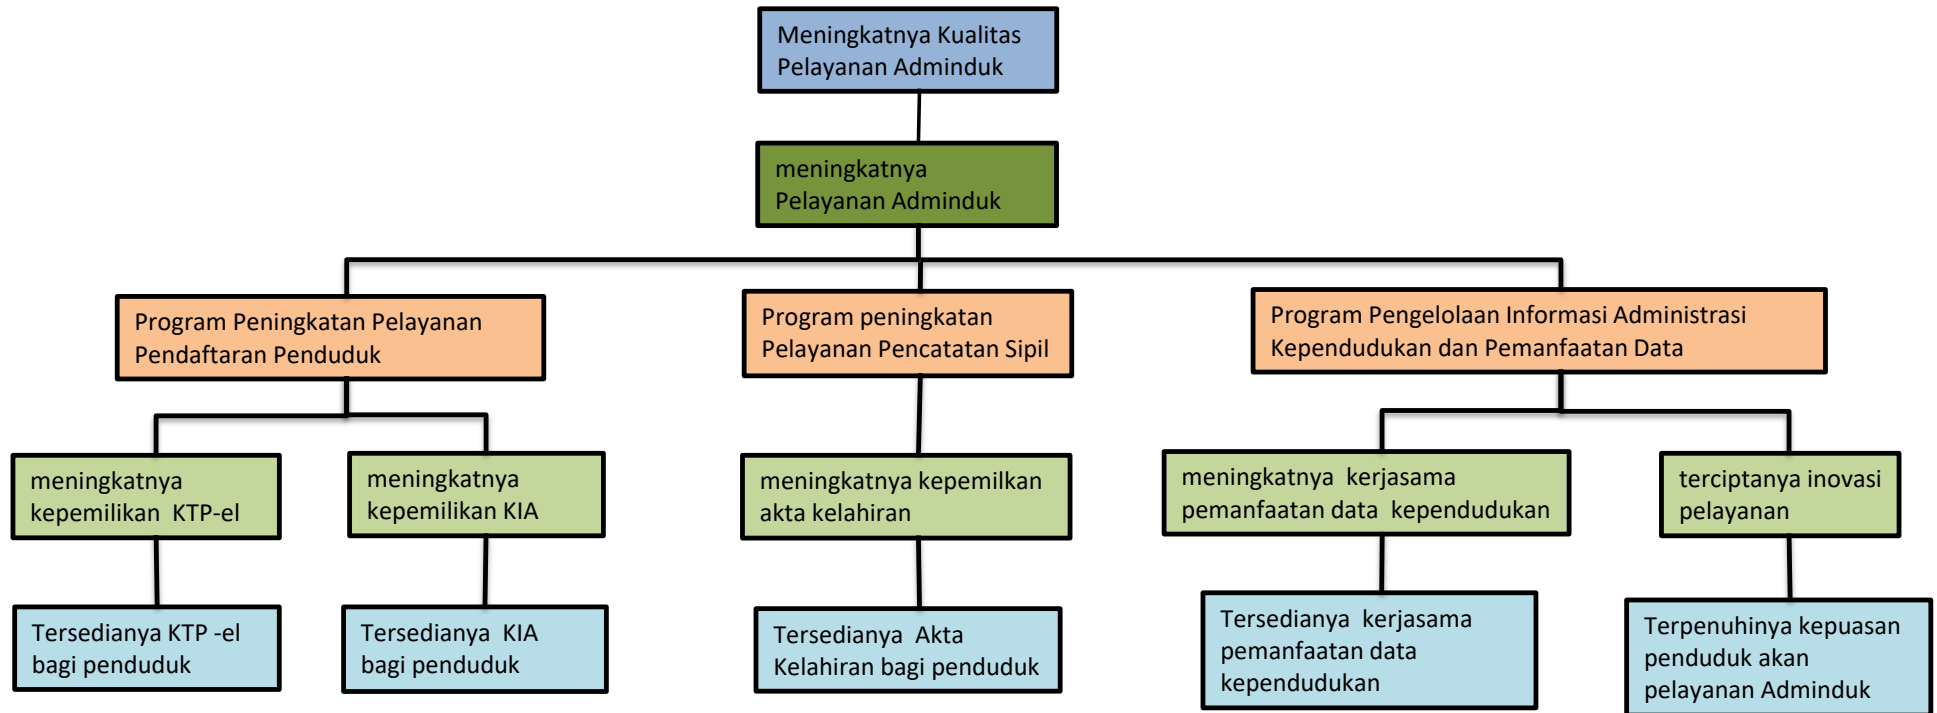 Meningkatnya Kualitas
Pelayanan Adminduk
meningkatnya
Pelayanan Adminduk
Program Peningkatan Pelayanan
Pendaftaran Penduduk
Program peningkatan
Pelayanan Pencatatan Sipil
Program Pengelolaan Informasi Administrasi
Kependudukan dan Pemanfaatan Data
meningkatnya
kepemilikan  KTP-el
meningkatnya
kepemilikan KIA
meningkatnya kepemilkan
akta kelahiran
meningkatnya  kerjasama
pemanfaatan data  kependudukan
terciptanya inovasi
pelayanan
Tersedianya KTP -el
bagi penduduk
Tersedianya  KIA
bagi penduduk
Tersedianya  Akta
Kelahiran bagi penduduk
Tersedianya  kerjasama
pemanfaatan data
kependudukan
Terpenuhinya kepuasan
penduduk akan
pelayanan Adminduk